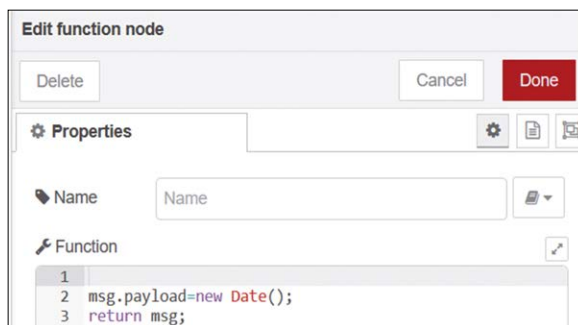 Edit function node
Delete
Cancel
Done
Properties
Name
Name
Function
1
2 msg.payload=new Date();
3 return msg;